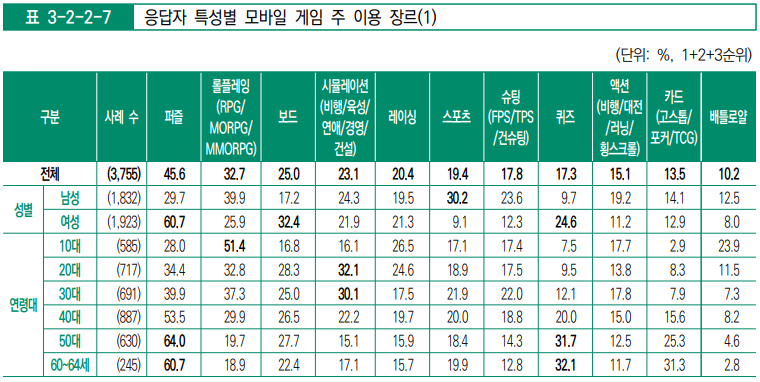 표 3-2-2-7 응답자 특성별 모바일 게임 주 이용 장르(1)
(단위: %, 1+2+3순위)
구분 사례 수 퍼즐 롤플레잉 (RPG/ MORPG/ MMORPG) 보드 시뮬레이션 (비행/육성/ 연애/경영/ 건설) 레이싱 스포츠 슈팅 (FPS/TPS /건슈팅) 퀴즈 액션 (비행/대전 /러닝/ 횡스크롤) 카드 (고스톱/ 포커/TCG) 배틀로얄
전체 (3,755) 45.6 32.7 25.0 23.1 20.4 19.4 17.8 17.3 15.1 13.5 10.2
성별 남성 (1,832) 29.7 39.9 17.2 24.3 19.5 30.2 23.6 9.7 19.2 14.1 12.5
여성 (1,923) 60.7 25.9 32.4 21.9 21.3 9.1 12.3 24.6 11.2 12.9 8.0
연령대 10대 (585) 28.0 51.4 16.8 16.1 26.5 17.1 17.4 7.5 17.7 2.9 23.9
20대 (717) 34.4 32.8 28.3 32.1 24.6 18.9 17.5 9.5 13.8 8.3 11.5
30대 (691) 39.9 37.3 25.0 30.1 17.5 21.9 22.0 12.1 17.8 7.9 7.3
40대 (887) 53.5 29.9 26.5 22.2 19.7 20.0 18.8 20.0 15.0 15.6 8.2
50대 (630) 64.0 19.7 27.7 15.1 15.9 18.4 14.3 31.7 12.5 25.3 4.6
60~64세 (245) 60.7 18.9 22.4 17.1 15.7 19.9 12.8 32.1 11.7 31.3 2.8